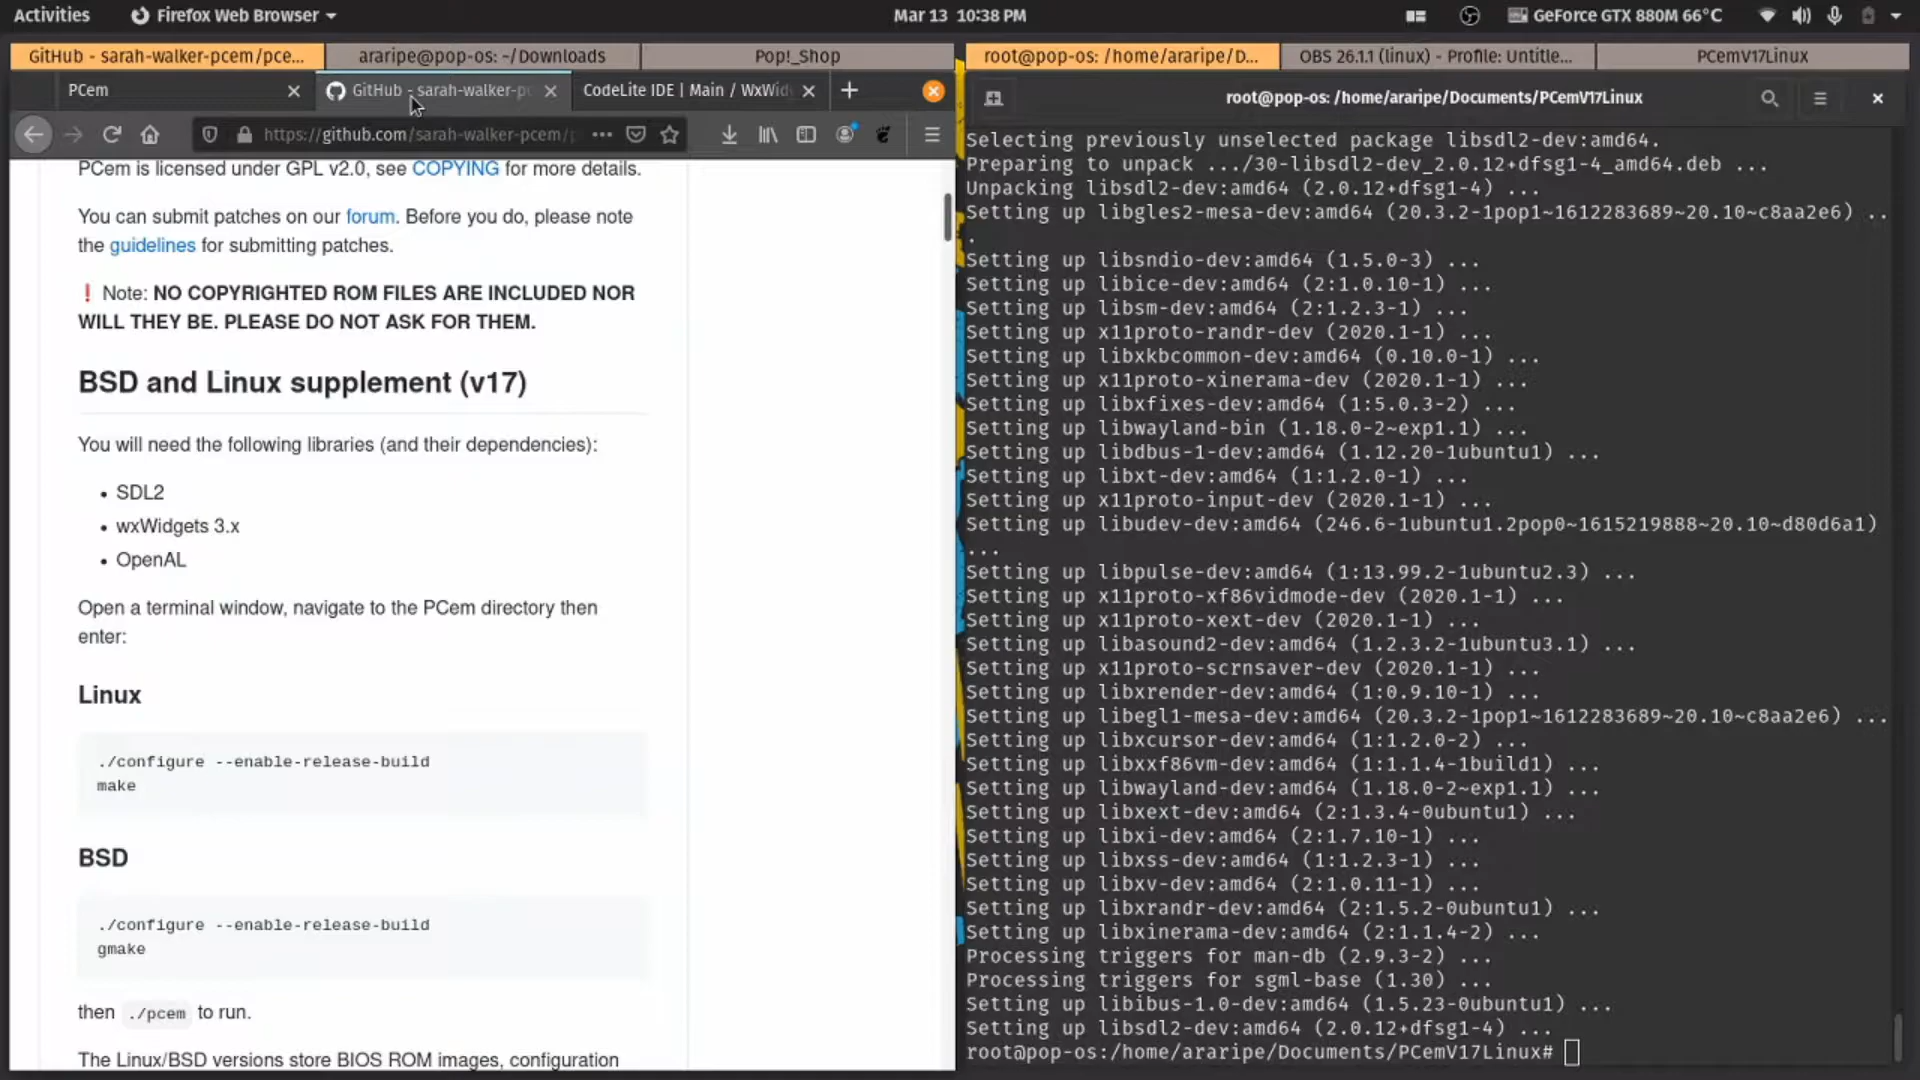 Activities
Firefox Web Browser
Mar 13 10:38 PM
GeForce GTX 880M 66°C
GitHub - sarah-walker-pcem/pce...
araripe@pop-os: ~/Downloads
Pop!_Shop
root@pop-os: /home/araripe/D...
OBS 26.1.1 (linux) - Profile: Untitle...
PCemV17Linux
PCem
GitHub - sarah-walker-pc
CodeLite IDE | Main / WxWid
https://github.com/sarah-walker-pcem/
PCem is licensed under GPL v2.0, see COPYING for more details.
You can submit patches on our forum. Before you do, please note
the guidelines for submitting patches.
❗ Note: NO COPYRIGHTED ROM FILES ARE INCLUDED NOR
WILL THEY BE. PLEASE DO NOT ASK FOR THEM.
BSD and Linux supplement (v17)
You will need the following libraries (and their dependencies):
• SDL2
• wxWidgets 3.x
• OpenAL
Open a terminal window, navigate to the PCem directory then
enter:
Linux
./configure --enable-release-build
make
BSD
./configure --enable-release-build
gmake
then ./pcem to run.
The Linux/BSD versions store BIOS ROM images, configuration
root@pop-os: /home/araripe/Documents/PCemV17Linux
Selecting previously unselected package libsdl2-dev:amd64.
Preparing to unpack .../30-libsdl2-dev_2.0.12+dfsg1-4_amd64.deb ...
Unpacking libsdl2-dev:amd64 (2.0.12+dfsg1-4) ...
Setting up libgles2-mesa-dev:amd64 (20.3.2-1pop1~1612283689~20.10~c8aa2e6) ..
.
Setting up libsndio-dev:amd64 (1.5.0-3) ...
Setting up libice-dev:amd64 (2:1.0.10-1) ...
Setting up libsm-dev:amd64 (2:1.2.3-1) ...
Setting up x11proto-randr-dev (2020.1-1) ...
Setting up libxkbcommon-dev:amd64 (0.10.0-1) ...
Setting up x11proto-xinerama-dev (2020.1-1) ...
Setting up libxfixes-dev:amd64 (1:5.0.3-2) ...
Setting up libwayland-bin (1.18.0-2~exp1.1) ...
Setting up libdbus-1-dev:amd64 (1.12.20-1ubuntu1) ...
Setting up libxt-dev:amd64 (1:1.2.0-1) ...
Setting up x11proto-input-dev (2020.1-1) ...
Setting up libudev-dev:amd64 (246.6-1ubuntu1.2pop0~1615219888~20.10~d80d6a1)
...
Setting up libpulse-dev:amd64 (1:13.99.2-1ubuntu2.3) ...
Setting up x11proto-xf86vidmode-dev (2020.1-1) ...
Setting up x11proto-xext-dev (2020.1-1) ...
Setting up libasound2-dev:amd64 (1.2.3.2-1ubuntu3.1) ...
Setting up x11proto-scrnsaver-dev (2020.1-1) ...
Setting up libxrender-dev:amd64 (1:0.9.10-1) ...
Setting up libegl1-mesa-dev:amd64 (20.3.2-1pop1~1612283689~20.10~c8aa2e6) ...
Setting up libxcursor-dev:amd64 (1:1.2.0-2) ...
Setting up libxxf86vm-dev:amd64 (1:1.1.4-1build1) ...
Setting up libwayland-dev:amd64 (1.18.0-2~exp1.1) ...
Setting up libxext-dev:amd64 (2:1.3.4-0ubuntu1) ...
Setting up libxi-dev:amd64 (2:1.7.10-1) ...
Setting up libxss-dev:amd64 (1:1.2.3-1) ...
Setting up libxv-dev:amd64 (2:1.0.11-1) ...
Setting up libxrandr-dev:amd64 (2:1.5.2-0ubuntu1) ...
Setting up libxinerama-dev:amd64 (2:1.1.4-2) ...
Processing triggers for man-db (2.9.3-2) ...
Processing triggers for sgml-base (1.30) ...
Setting up libibus-1.0-dev:amd64 (1.5.23-0ubuntu1) ...
Setting up libsdl2-dev:amd64 (2.0.12+dfsg1-4) ...
root@pop-os:/home/araripe/Documents/PCemV17Linux#